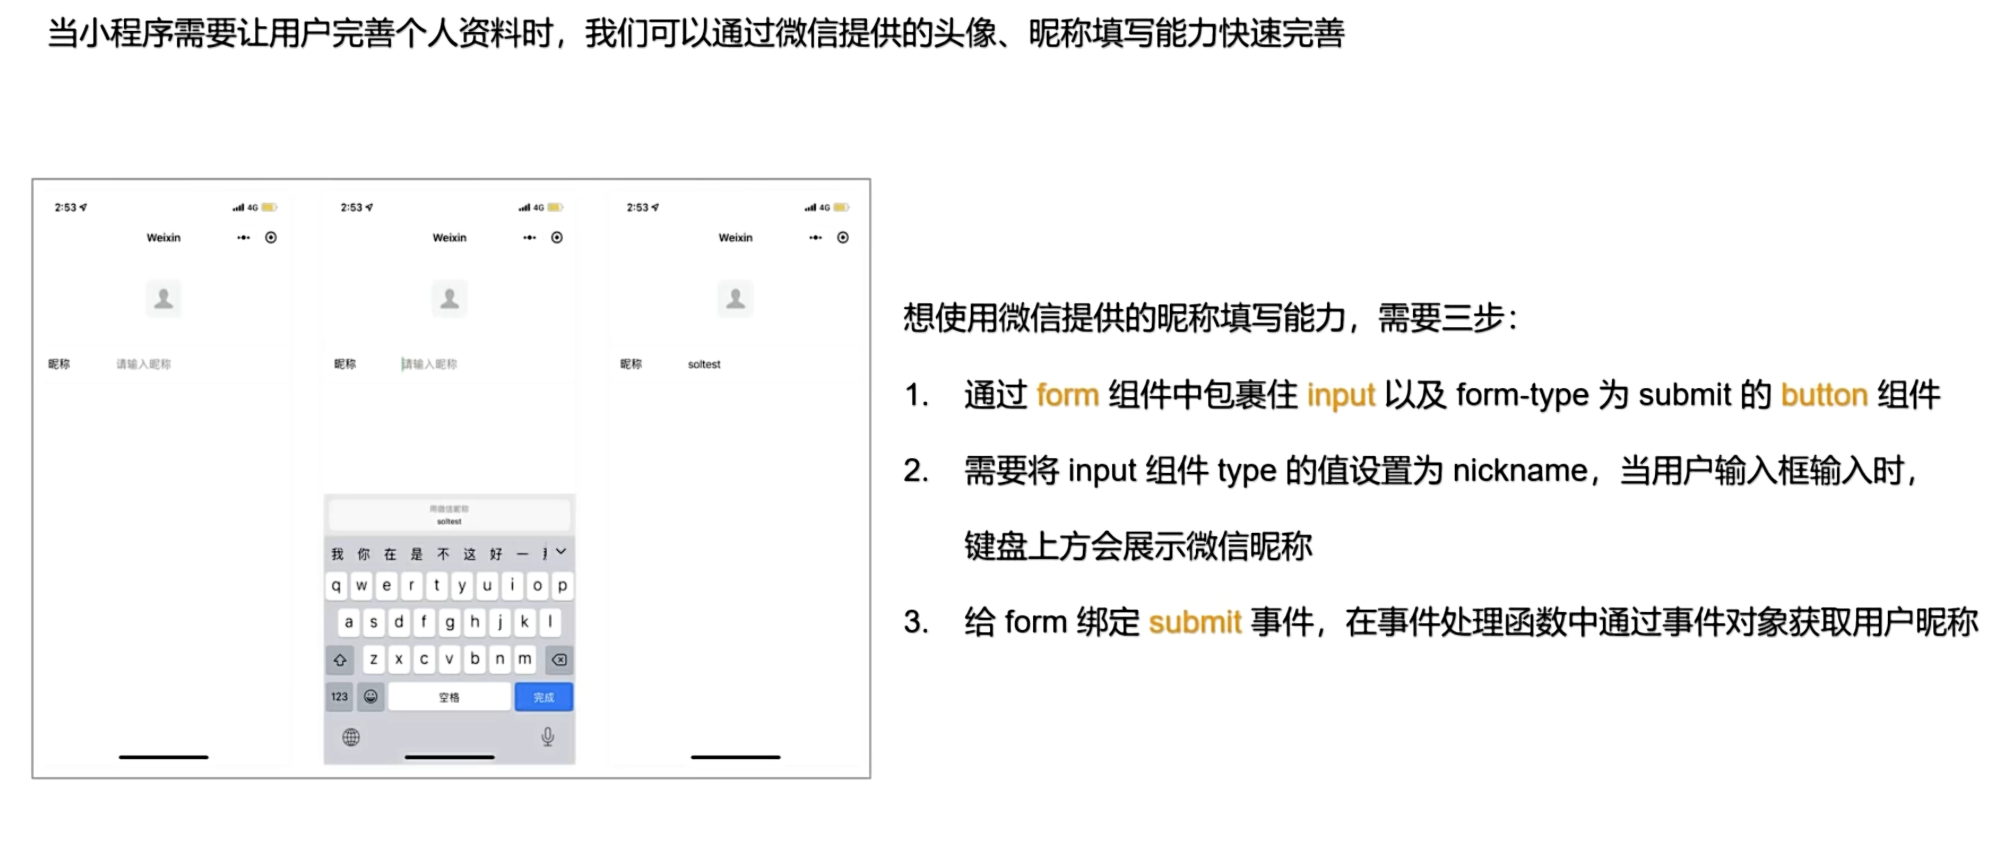 当小程序需要让用户完善个人资料时，我们可以通过微信提供的头像、昵称填写能力快速完善
2:53
4G
Weixin
昵称
请输入昵称
2:53
4G
Weixin
昵称
请输入昵称
用微信昵称
soltest
我 你 在 是 不 这 好 一
q w e r t y u i o p
a s d f g h j k l
z x c v b n m
123
空格
完成
2:53
4G
Weixin
昵称
soltest
想使用微信提供的昵称填写能力，需要三步：
1. 通过 form 组件中包裹住 input 以及 form-type 为 submit 的 button 组件
2. 需要将 input 组件 type 的值设置为 nickname，当用户输入框输入时，
键盘上方会展示微信昵称
3. 给 form 绑定 submit 事件，在事件处理函数中通过事件对象获取用户昵称